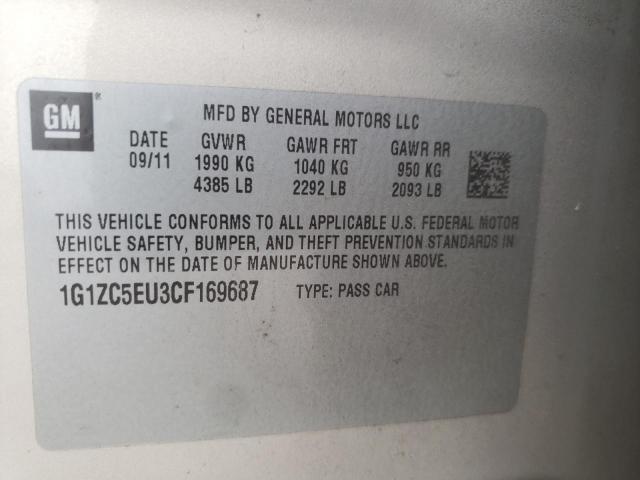 GM®
MFD BY GENERAL MOTORS LLC
DATE GVWR GAWR FRT GAWR RR
09/11 1990 KG 1040 KG 950 KG
4385 LB 2292 LB 2093 LB
THIS VEHICLE CONFORMS TO ALL APPLICABLE U.S. FEDERAL MOTOR
VEHICLE SAFETY, BUMPER, AND THEFT PREVENTION STANDARDS IN
EFFECT ON THE DATE OF MANUFACTURE SHOWN ABOVE.
1G1ZC5EU3CF169687 TYPE: PASS CAR